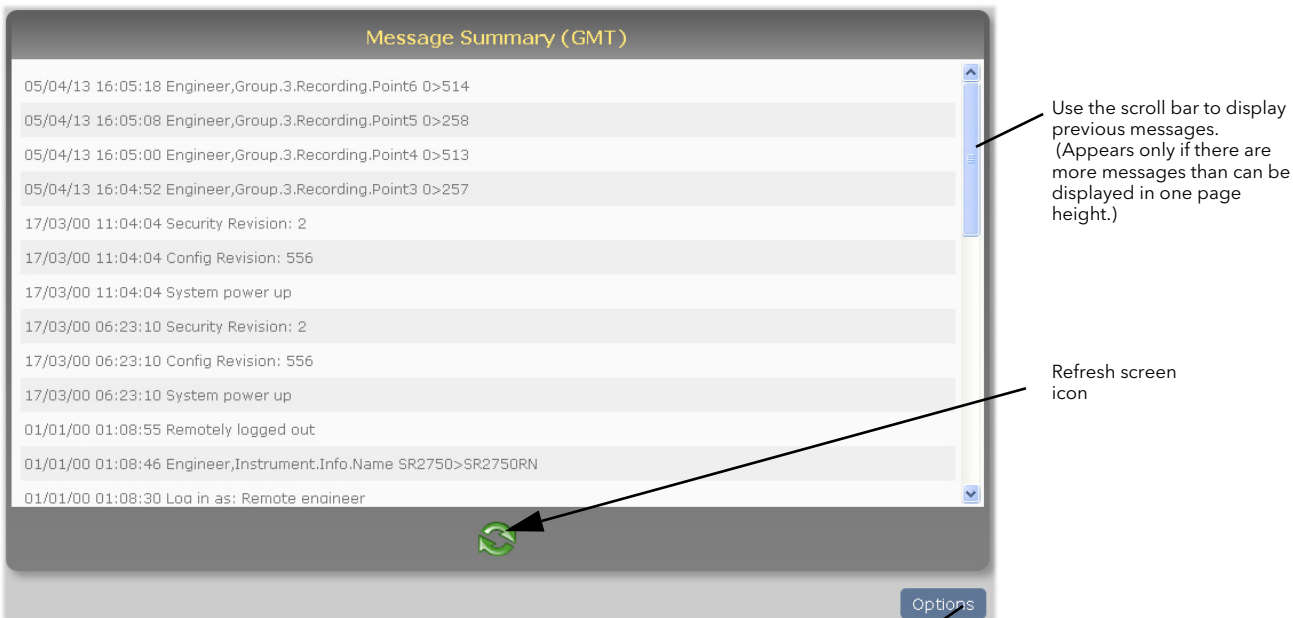 Message Summary (GMT)
05/04/13 16:05:18 Engineer,Group.3.Recording.Point6 0>514
05/04/13 16:05:08 Engineer,Group.3.Recording.Point5 0>258
05/04/13 16:05:00 Engineer,Group.3.Recording.Point4 0>513
05/04/13 16:04:52 Engineer,Group.3.Recording.Point3 0>257
17/03/00 11:04:04 Security Revision: 2
17/03/00 11:04:04 Config Revision: 556
17/03/00 11:04:04 System power up
17/03/00 06:23:10 Security Revision: 2
17/03/00 06:23:10 Config Revision: 556
17/03/00 06:23:10 System power up
01/01/00 01:08:55 Remotely logged out
01/01/00 01:08:46 Engineer,Instrument.Info.Name SR2750>SR2750RN
01/01/00 01:08:30 Log in as: Remote engineer
Options
Use the scroll bar to display
previous messages.
(Appears only if there are
more messages than can be
displayed in one page
height.)
Refresh screen
icon